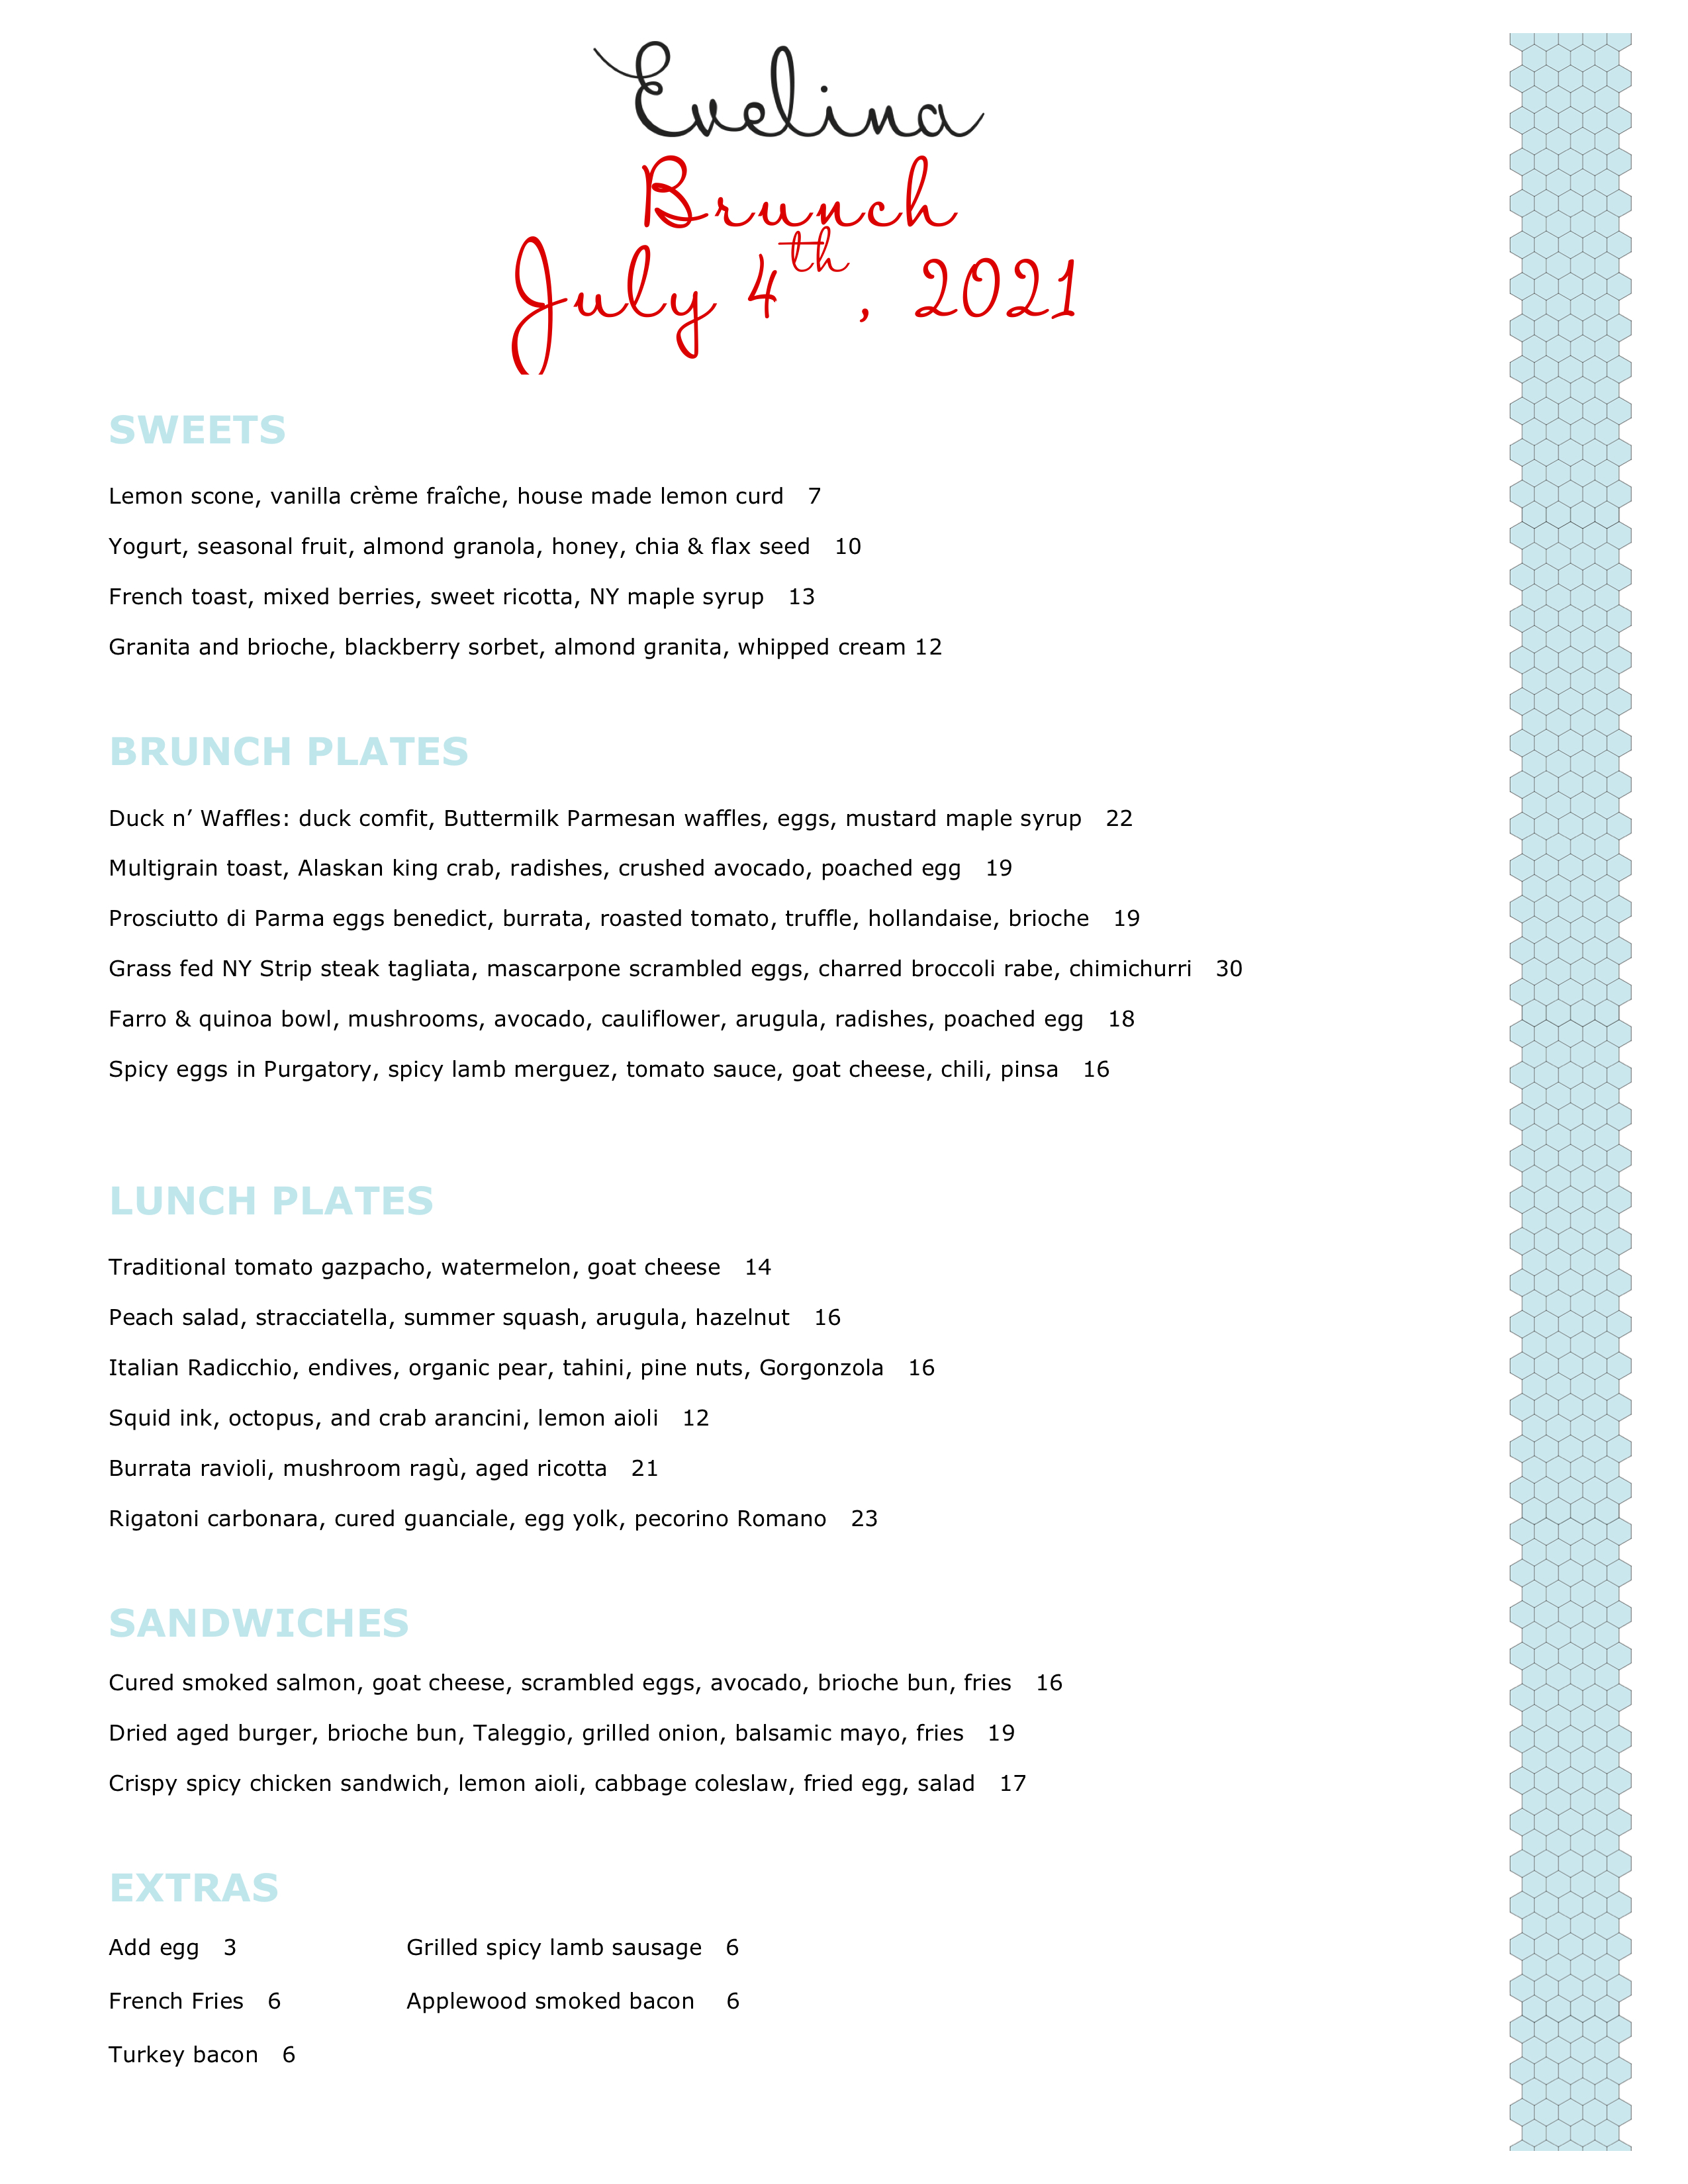 Evelina
Brunch
July 4th, 2021
SWEETS
Lemon scone, vanilla crème fraîche, house made lemon curd 7
Yogurt, seasonal fruit, almond granola, honey, chia & flax seed 10
French toast, mixed berries, sweet ricotta, NY maple syrup 13
Granita and brioche, blackberry sorbet, almond granita, whipped cream 12
BRUNCH PLATES
Duck n’ Waffles: duck comfit, Buttermilk Parmesan waffles, eggs, mustard maple syrup 22
Multigrain toast, Alaskan king crab, radishes, crushed avocado, poached egg 19
Prosciutto di Parma eggs benedict, burrata, roasted tomato, truffle, hollandaise, brioche 19
Grass fed NY Strip steak tagliata, mascarpone scrambled eggs, charred broccoli rabe, chimichurri 30
Farro & quinoa bowl, mushrooms, avocado, cauliflower, arugula, radishes, poached egg 18
Spicy eggs in Purgatory, spicy lamb merguez, tomato sauce, goat cheese, chili, pinsa 16
LUNCH PLATES
Traditional tomato gazpacho, watermelon, goat cheese 14
Peach salad, stracciatella, summer squash, arugula, hazelnut 16
Italian Radicchio, endives, organic pear, tahini, pine nuts, Gorgonzola 16
Squid ink, octopus, and crab arancini, lemon aioli 12
Burrata ravioli, mushroom ragù, aged ricotta 21
Rigatoni carbonara, cured guanciale, egg yolk, pecorino Romano 23
SANDWICHES
Cured smoked salmon, goat cheese, scrambled eggs, avocado, brioche bun, fries 16
Dried aged burger, brioche bun, Taleggio, grilled onion, balsamic mayo, fries 19
Crispy spicy chicken sandwich, lemon aioli, cabbage coleslaw, fried egg, salad 17
EXTRAS
Add egg 3 Grilled spicy lamb sausage 6
French Fries 6 Applewood smoked bacon 6
Turkey bacon 6